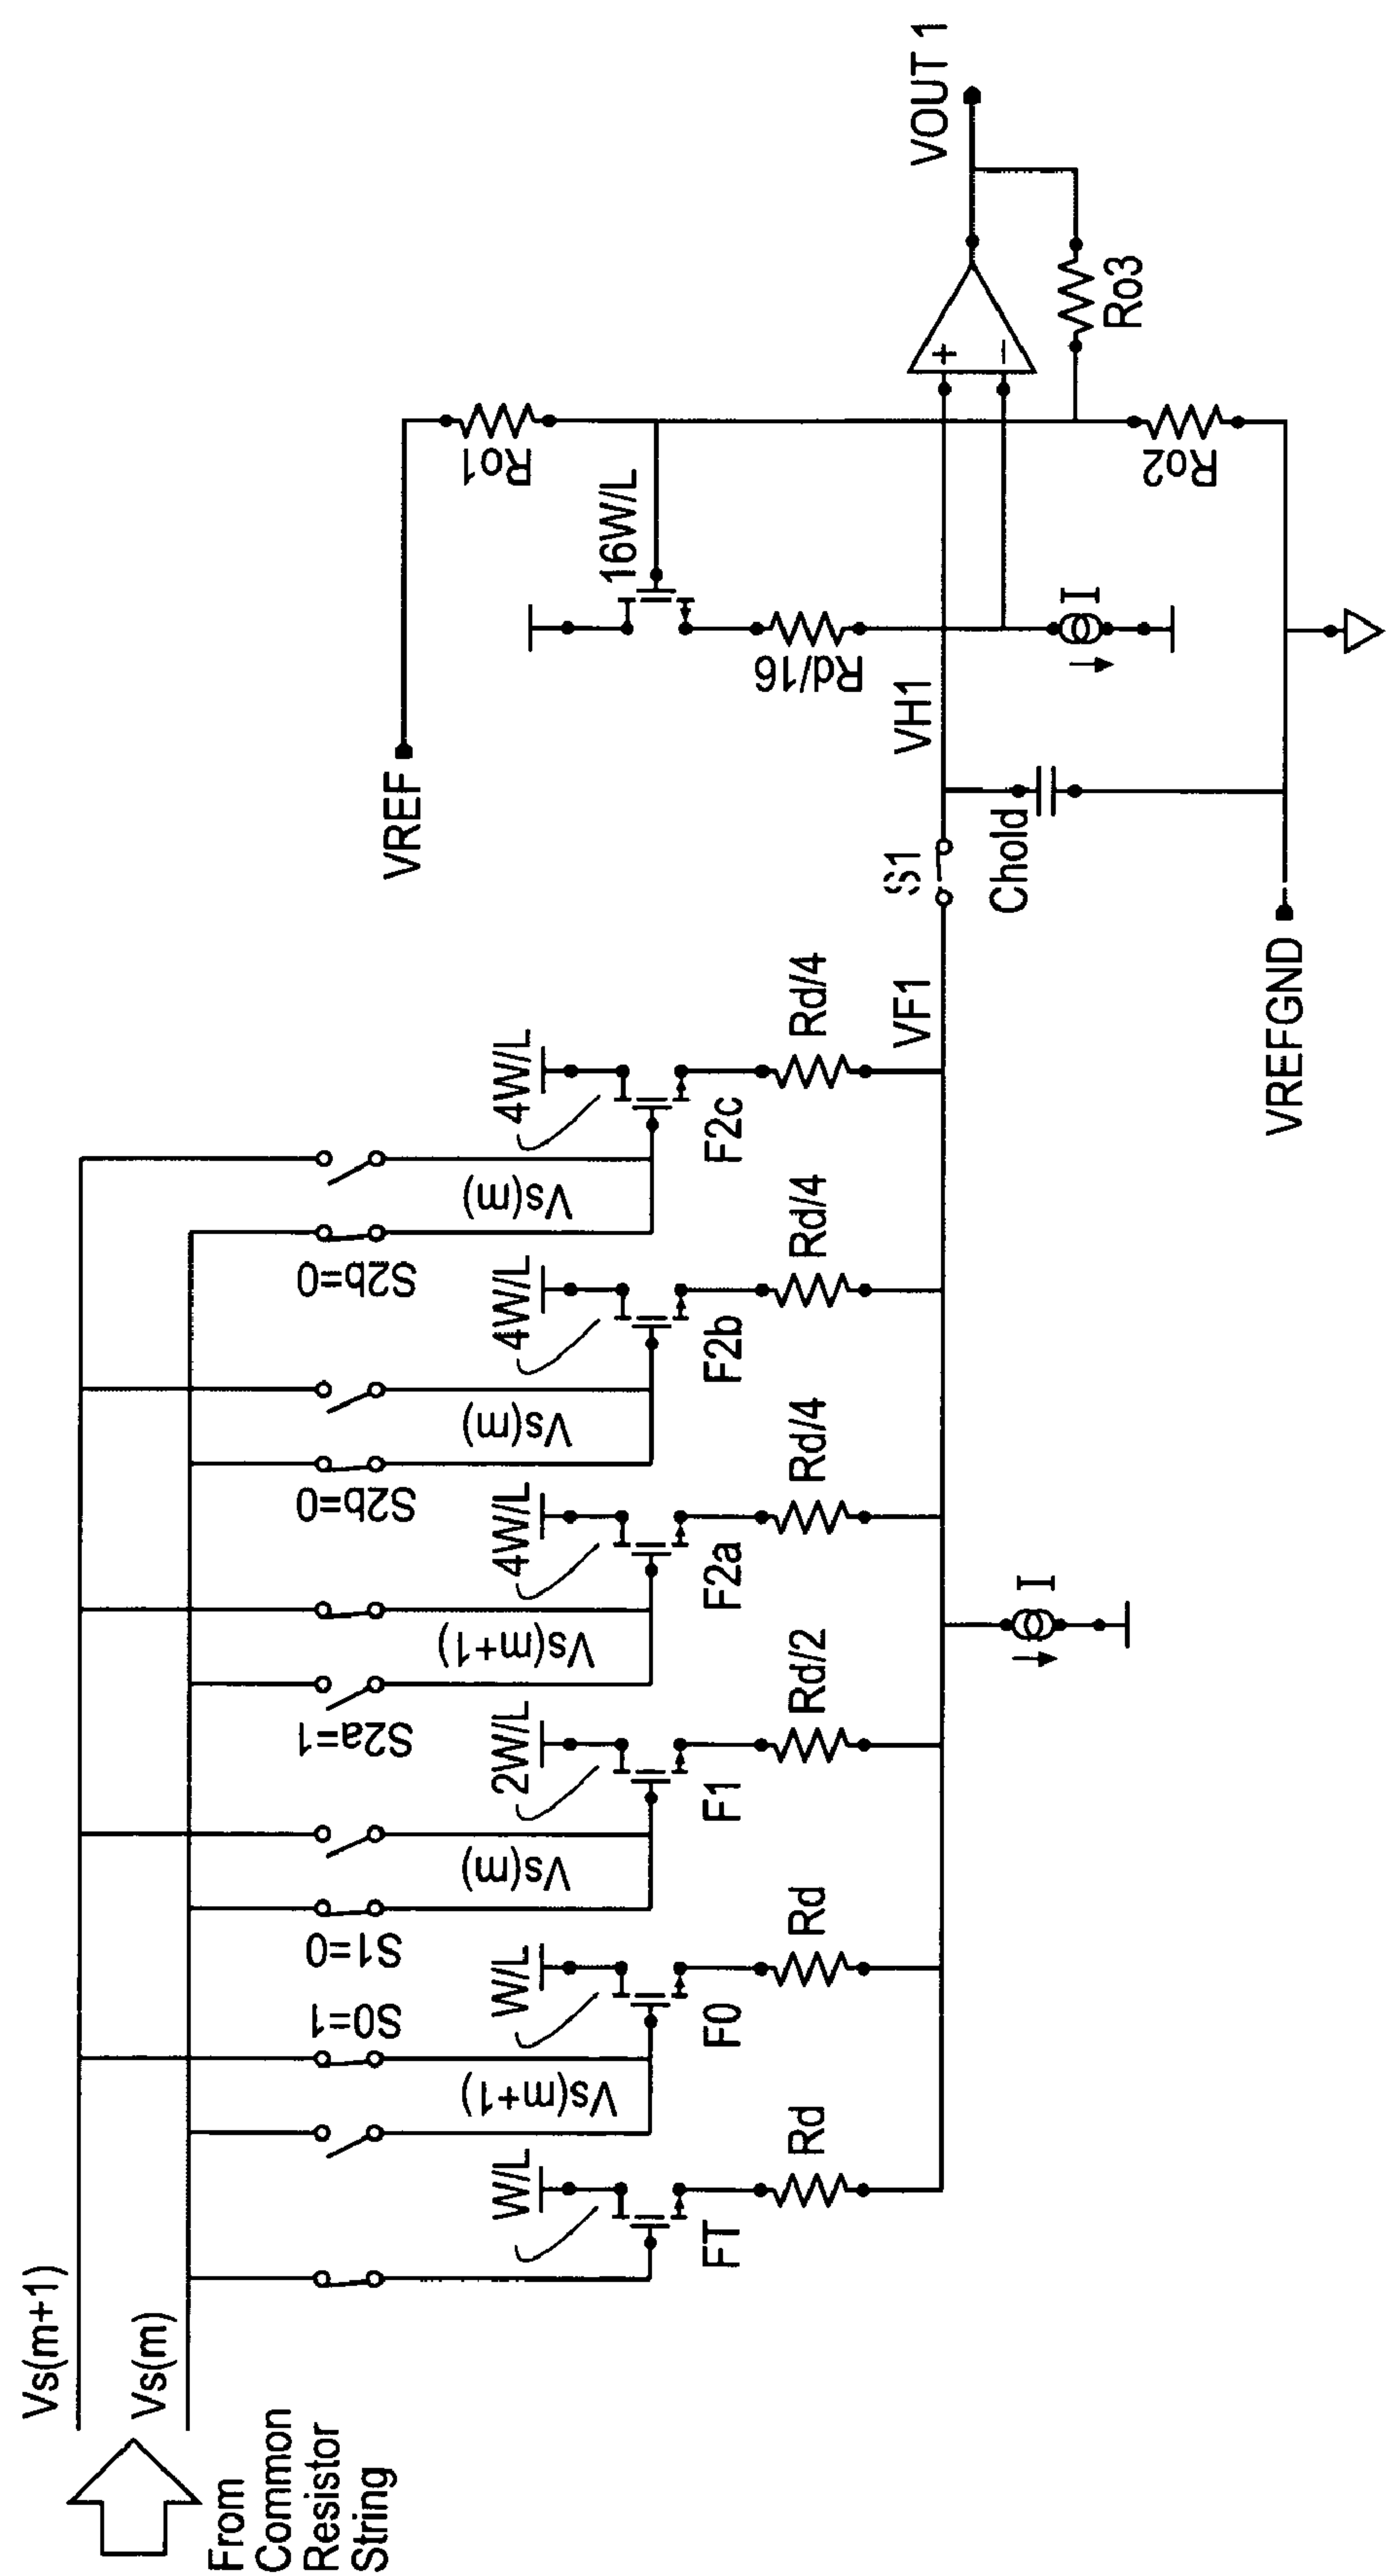 Vs(m+1)
Vs(m)
From
Common
Resistor
String
W/L
FT
Rd
S0=1
Vs(m+1)
W/L
F0
Rd
S1=0
Vs(m)
2W/L
F1
Rd/2
S2a=1
Vs(m+1)
4W/L
F2a
Rd/4
S2b=0
Vs(m)
4W/L
F2b
Rd/4
S2b=0
Vs(m)
4W/L
F2c
Rd/4
I
VF1
S1
VH1
Chold
VREFGND
VREF
Ro1
16W/L
Rd/16
I
+
−
Ro2
Ro3
VOUT 1